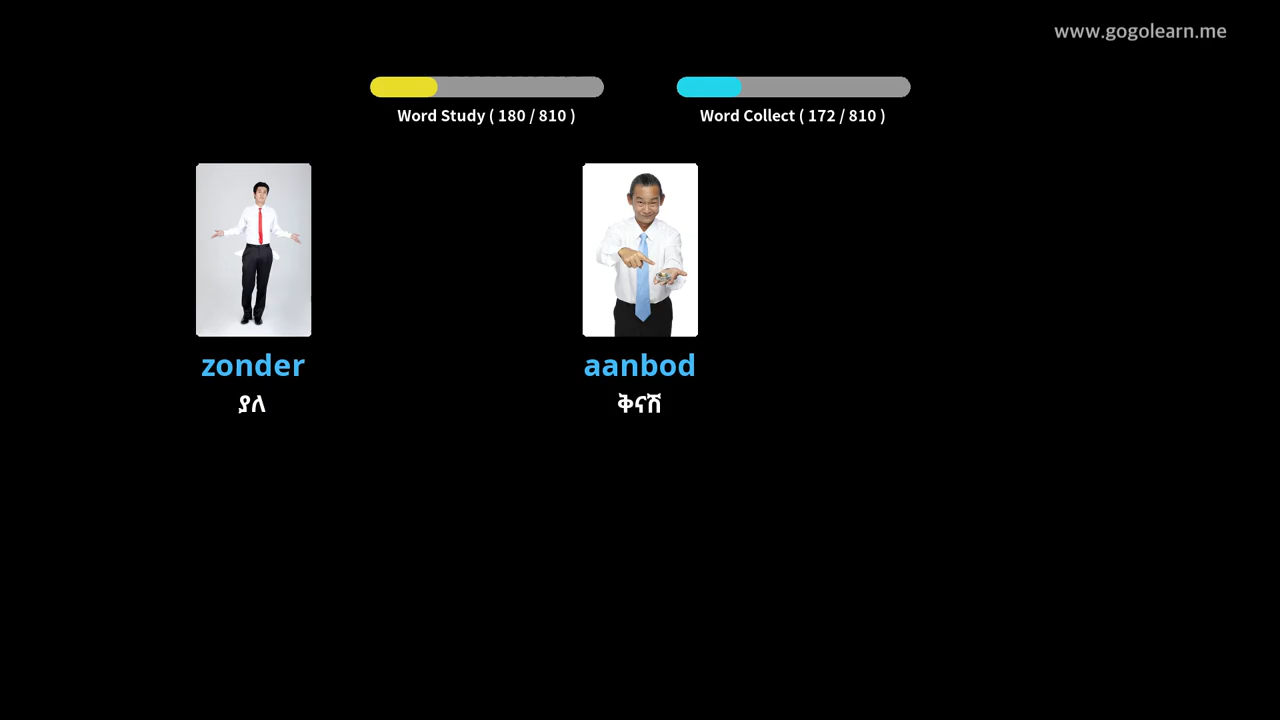 www.gogolearn.me
Word Study ( 180 / 810 )
Word Collect ( 172 / 810 )
zonder
ያለ
aanbod
ቅናሽ